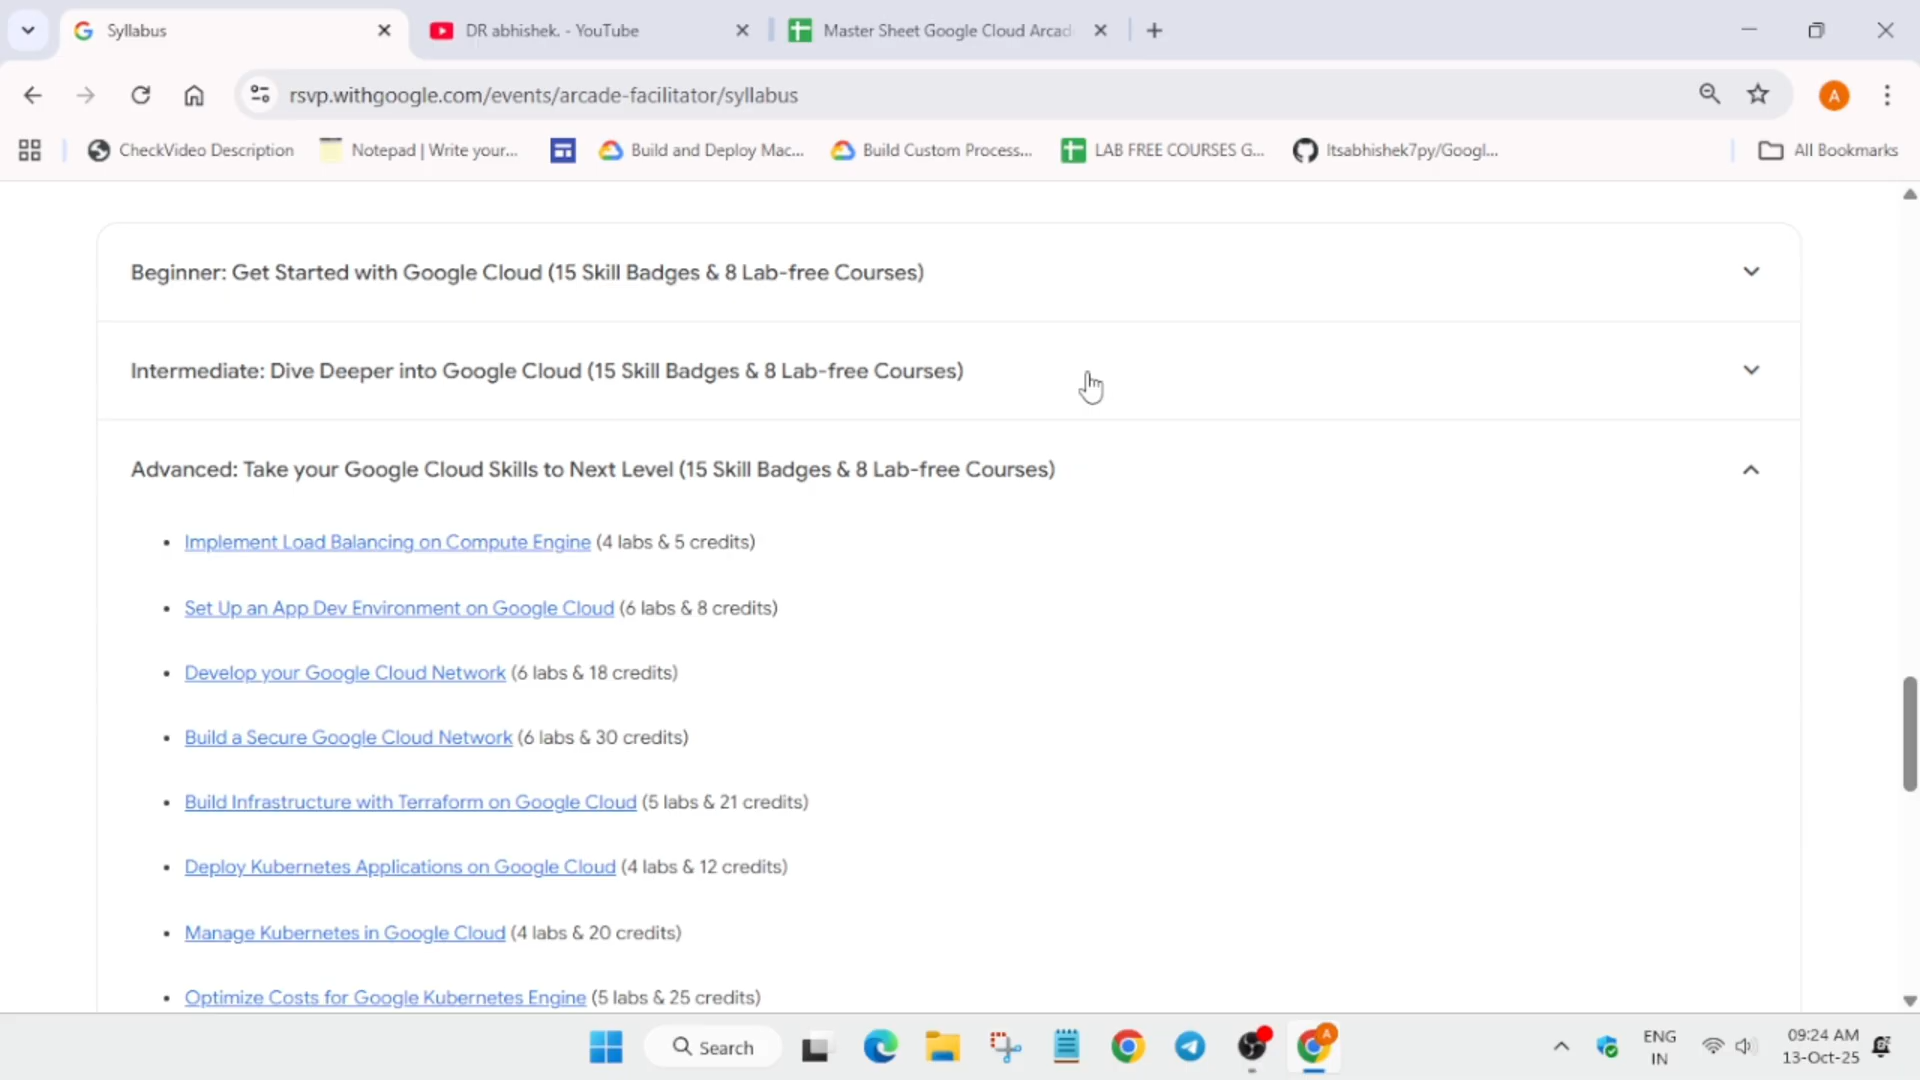 Syllabus
DR abhishek. - YouTube
Master Sheet Google Cloud Arcad
rsvp.withgoogle.com/events/arcade-facilitator/syllabus
A
CheckVideo Description
Notepad | Write your...
Build and Deploy Mac...
Build Custom Process...
LAB FREE COURSES G...
Itsabhishek7py/Googl...
All Bookmarks
Beginner: Get Started with Google Cloud (15 Skill Badges & 8 Lab-free Courses)
Intermediate: Dive Deeper into Google Cloud (15 Skill Badges & 8 Lab-free Courses)
Advanced: Take your Google Cloud Skills to Next Level (15 Skill Badges & 8 Lab-free Courses)
• Implement Load Balancing on Compute Engine (4 labs & 5 credits)
• Set Up an App Dev Environment on Google Cloud (6 labs & 8 credits)
• Develop your Google Cloud Network (6 labs & 18 credits)
• Build a Secure Google Cloud Network (6 labs & 30 credits)
• Build Infrastructure with Terraform on Google Cloud (5 labs & 21 credits)
• Deploy Kubernetes Applications on Google Cloud (4 labs & 12 credits)
• Manage Kubernetes in Google Cloud (4 labs & 20 credits)
• Optimize Costs for Google Kubernetes Engine (5 labs & 25 credits)
Search
A
ENG
IN
09:24 AM
13-Oct-25